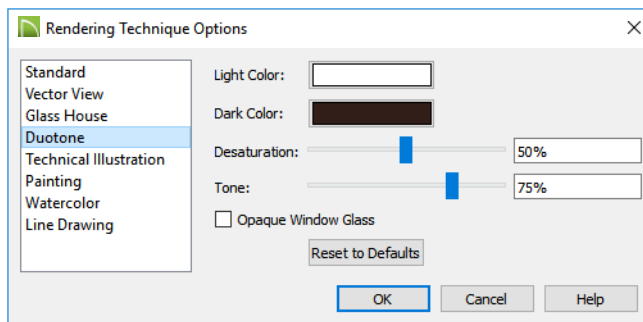 Rendering Technique Options
Standard
Vector View
Glass House
Duotone
Technical Illustration
Painting
Watercolor
Line Drawing
Light Color:
Dark Color:
Desaturation: 50%
Tone: 75%
Opaque Window Glass
Reset to Defaults
OK Cancel Help